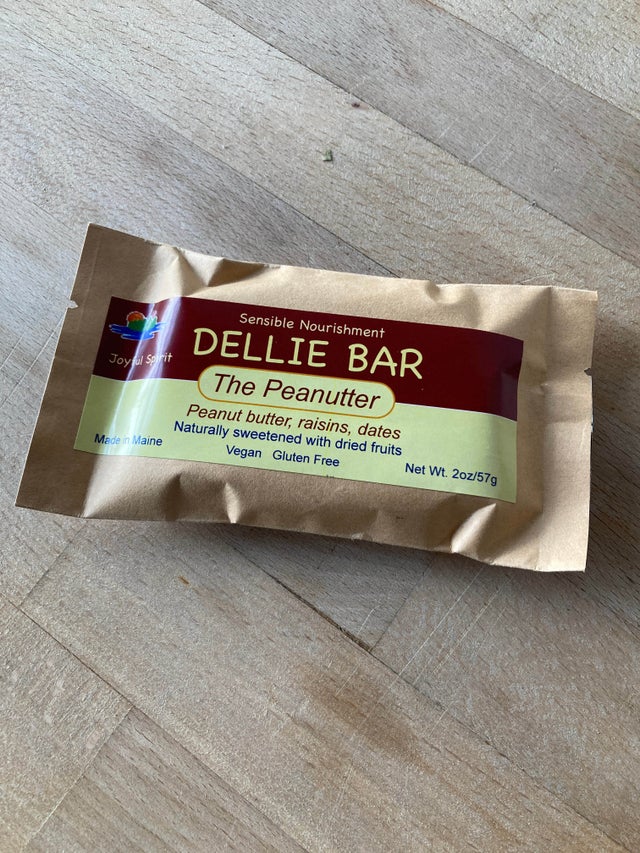 Sensible Nourishment
DELLIE BAR
Joyful Spirit
The Peanutter
Peanut butter, raisins, dates
Naturally sweetened with dried fruits
Made in Maine
Vegan Gluten Free
Net Wt. 2oz/57g